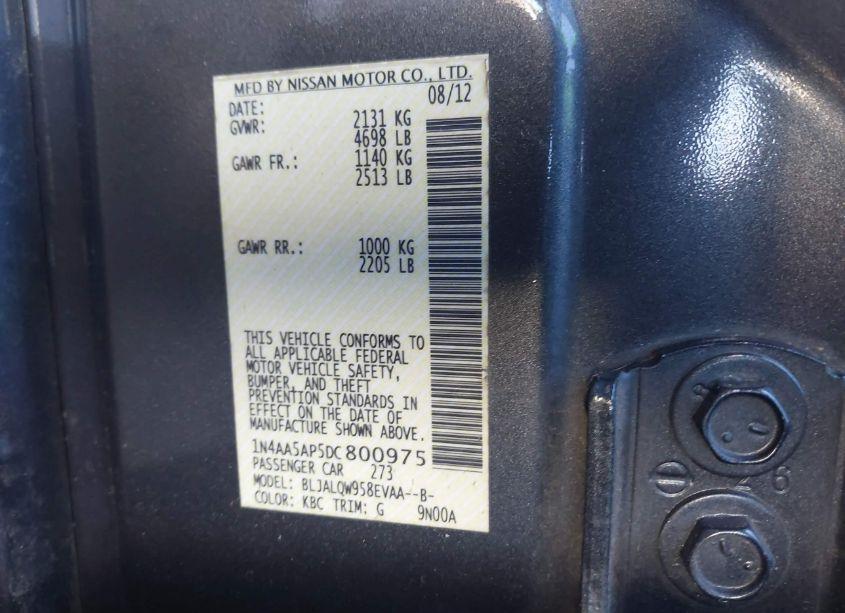 MFD BY NISSAN MOTOR CO., LTD.
DATE: 08/12
GVWR: 2131 KG
4698 LB
GAWR FR.: 1140 KG
2513 LB
GAWR RR.: 1000 KG
2205 LB
THIS VEHICLE CONFORMS TO
ALL APPLICABLE FEDERAL
MOTOR VEHICLE SAFETY,
BUMPER, AND THEFT
PREVENTION STANDARDS IN
EFFECT ON THE DATE OF
MANUFACTURE SHOWN ABOVE.
1N4AA5AP5DC800975
PASSENGER CAR 273
MODEL: BLJALQW958EVAA--B-
COLOR: KBC TRIM: G 9N00A